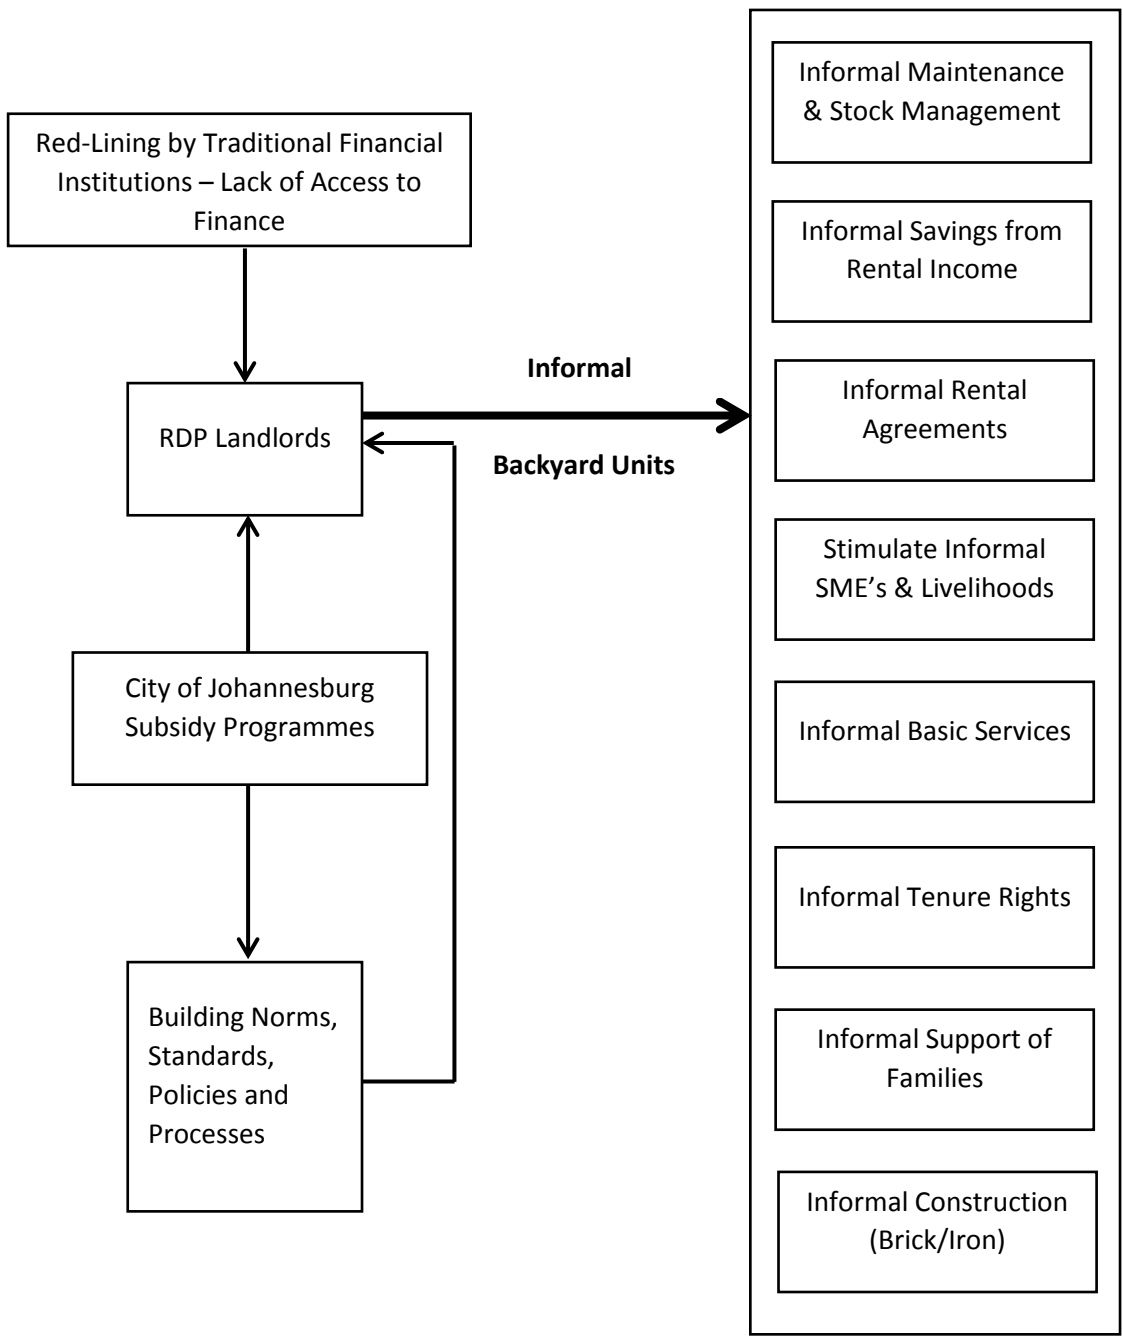 Red-Lining by Traditional Financial
Institutions – Lack of Access to
Finance
RDP Landlords
City of Johannesburg
Subsidy Programmes
Building Norms,
Standards,
Policies and
Processes
Informal
Backyard Units
Informal Maintenance
& Stock Management
Informal Savings from
Rental Income
Informal Rental
Agreements
Stimulate Informal
SME’s & Livelihoods
Informal Basic Services
Informal Tenure Rights
Informal Support of
Families
Informal Construction
(Brick/Iron)